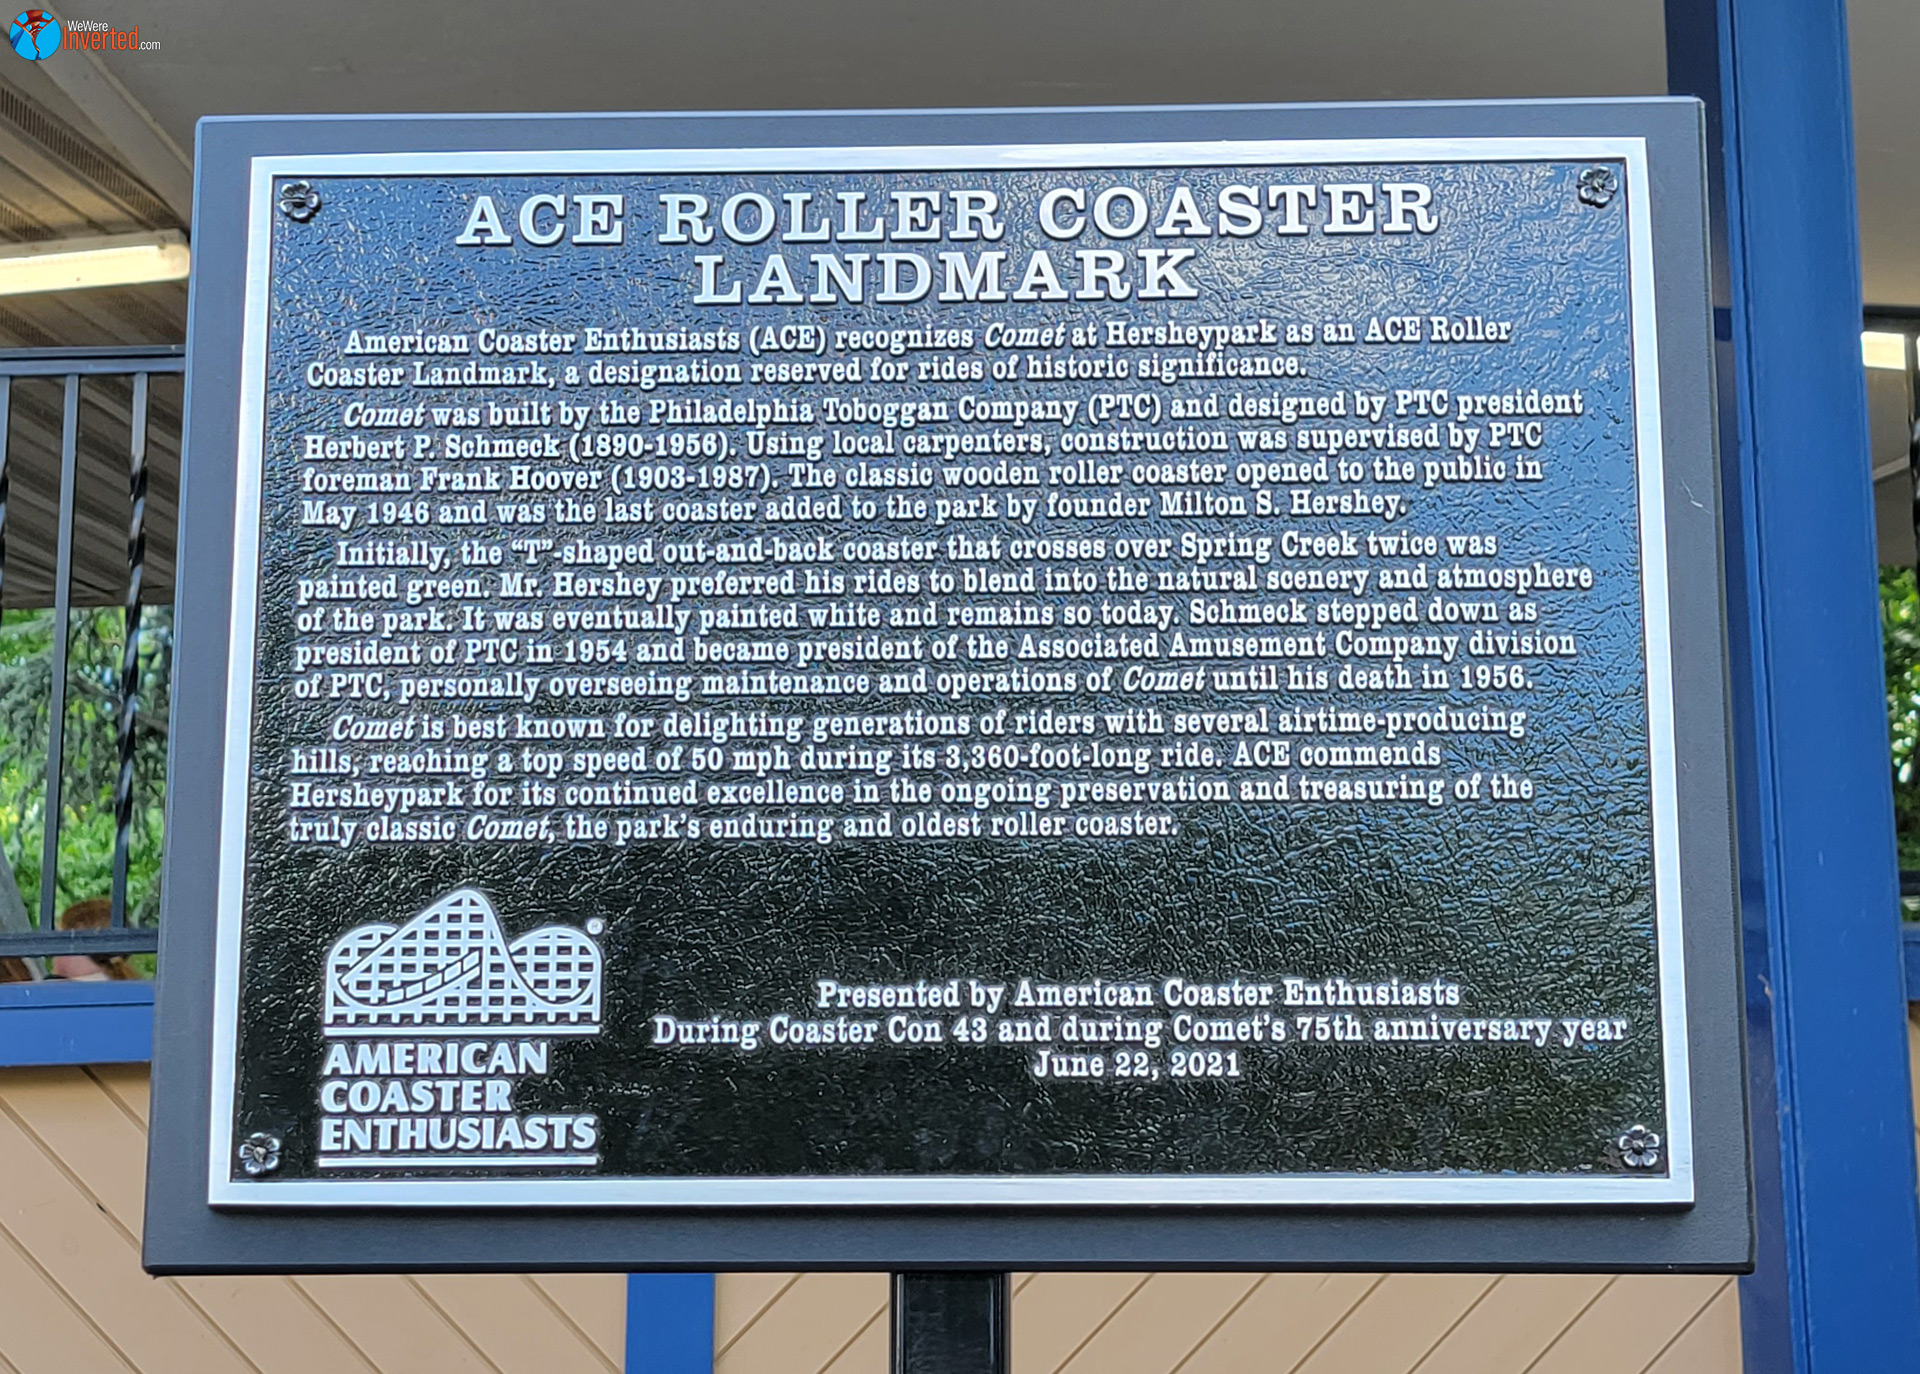 WeWere
Inverted.com
ACE ROLLER COASTER
LANDMARK
American Coaster Enthusiasts (ACE) recognizes Comet at Hersheypark as an ACE Roller
Coaster Landmark, a designation reserved for rides of historic significance.
Comet was built by the Philadelphia Toboggan Company (PTC) and designed by PTC president
Herbert P. Schmeck (1890-1956). Using local carpenters, construction was supervised by PTC
foreman Frank Hoover (1903-1987). The classic wooden roller coaster opened to the public in
May 1946 and was the last coaster added to the park by founder Milton S. Hershey.
Initially, the “T”-shaped out-and-back coaster that crosses over Spring Creek twice was
painted green. Mr. Hershey preferred his rides to blend into the natural scenery and atmosphere
of the park. It was eventually painted white and remains so today. Schmeck stepped down as
president of PTC in 1954 and became president of the Associated Amusement Company division
of PTC, personally overseeing maintenance and operations of Comet until his death in 1956.
Comet is best known for delighting generations of riders with several airtime-producing
hills, reaching a top speed of 50 mph during its 3,360-foot-long ride. ACE commends
Hersheypark for its continued excellence in the ongoing preservation and treasuring of the
truly classic Comet, the park's enduring and oldest roller coaster.
®
AMERICAN
COASTER
ENTHUSIASTS
Presented by American Coaster Enthusiasts
During Coaster Con 43 and during Comet's 75th anniversary year
June 22, 2021